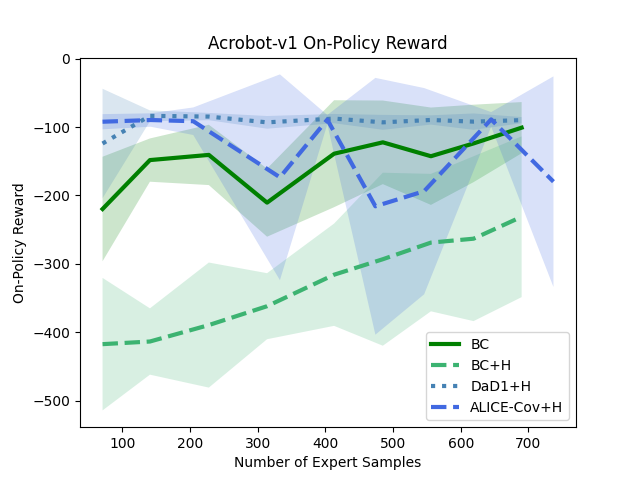 Acrobot-v1 On-Policy Reward
On-Policy Reward
0
−100
−200
−300
−400
−500
100 200 300 400 500 600 700
Number of Expert Samples
BC
BC+H
DaD1+H
ALICE-Cov+H